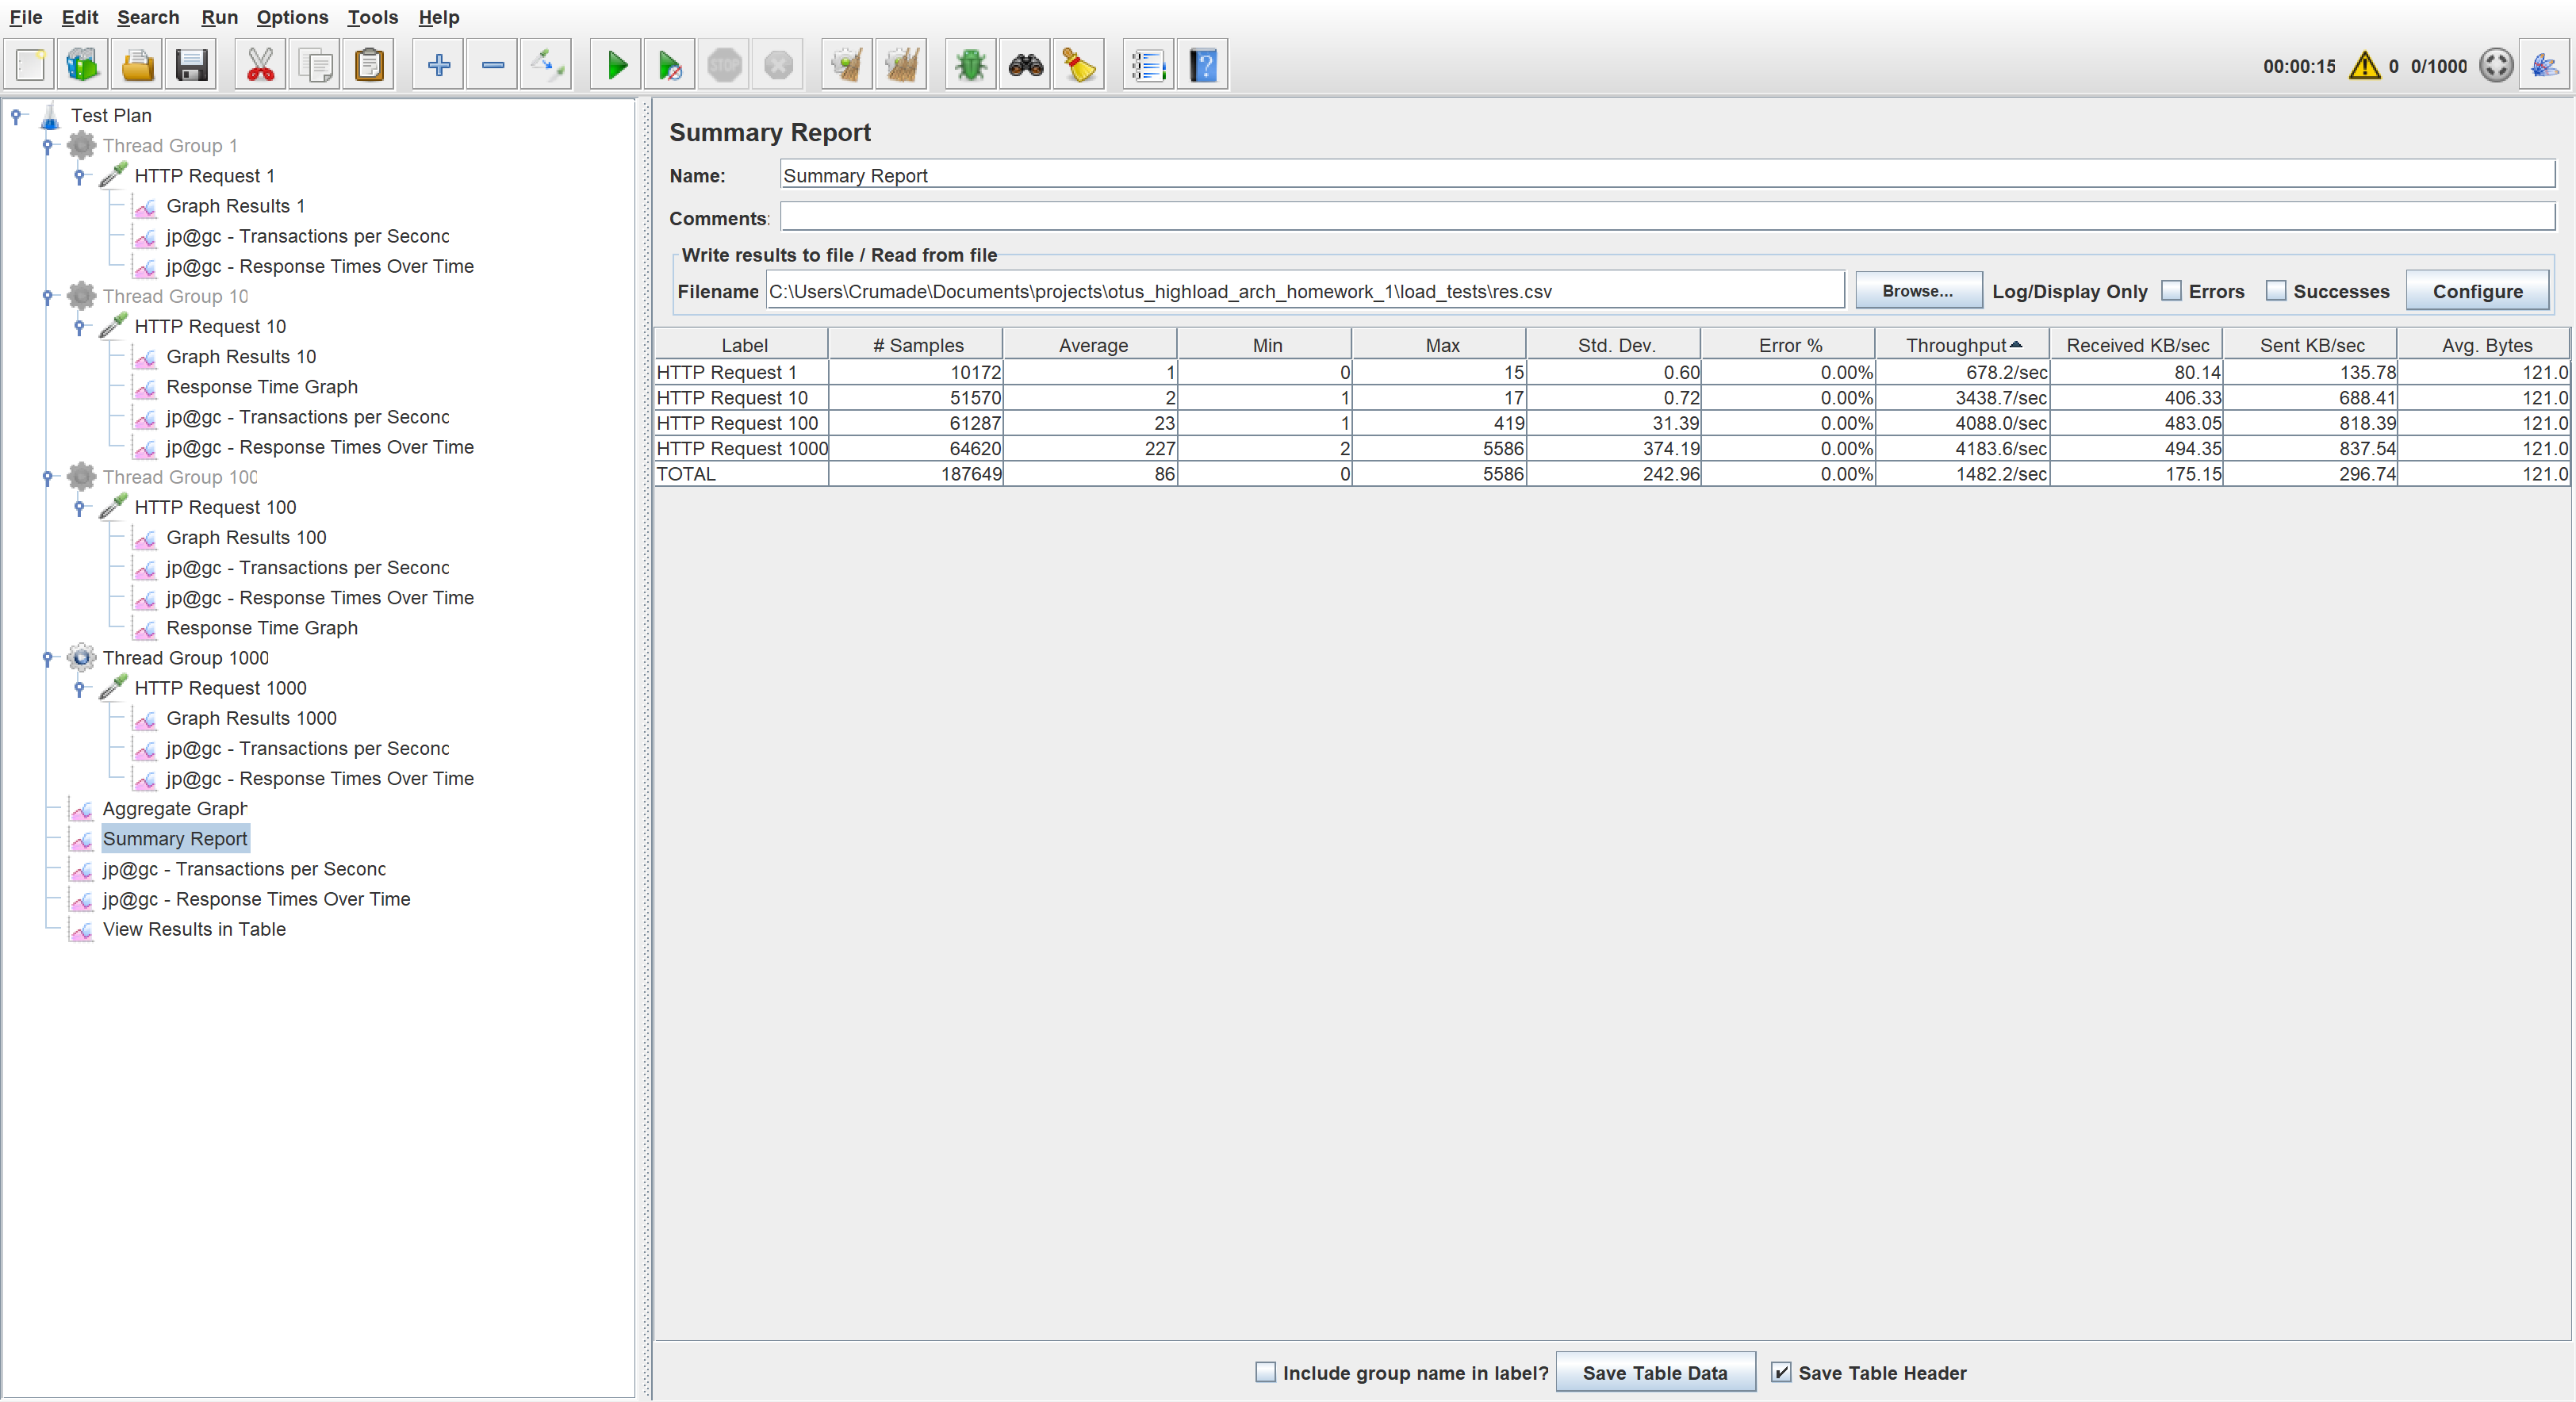 File Edit Search Run Options Tools Help
STOP
00:00:15 0 0/1000
Test Plan
Thread Group 1
HTTP Request 1
Graph Results 1
jp@gc - Transactions per Second
jp@gc - Response Times Over Time
Thread Group 10
HTTP Request 10
Graph Results 10
Response Time Graph
jp@gc - Transactions per Second
jp@gc - Response Times Over Time
Thread Group 100
HTTP Request 100
Graph Results 100
jp@gc - Transactions per Second
jp@gc - Response Times Over Time
Response Time Graph
Thread Group 1000
HTTP Request 1000
Graph Results 1000
jp@gc - Transactions per Second
jp@gc - Response Times Over Time
Aggregate Graph
Summary Report
jp@gc - Transactions per Second
jp@gc - Response Times Over Time
View Results in Table
Summary Report
Name: Summary Report
Comments:
Write results to file / Read from file
Filename C:\Users\Crumade\Documents\projects\otus_highload_arch_homework_1\load_tests\res.csv Browse... Log/Display Only Errors Successes Configure
Label # Samples Average Min Max Std. Dev. Error % Throughput Received KB/sec Sent KB/sec Avg. Bytes
HTTP Request 1 10172 1 0 15 0.60 0.00% 678.2/sec 80.14 135.78 121.0
HTTP Request 10 51570 2 1 17 0.72 0.00% 3438.7/sec 406.33 688.41 121.0
HTTP Request 100 61287 23 1 419 31.39 0.00% 4088.0/sec 483.05 818.39 121.0
HTTP Request 1000 64620 227 2 5586 374.19 0.00% 4183.6/sec 494.35 837.54 121.0
TOTAL 187649 86 0 5586 242.96 0.00% 1482.2/sec 175.15 296.74 121.0
Include group name in label? Save Table Data Save Table Header